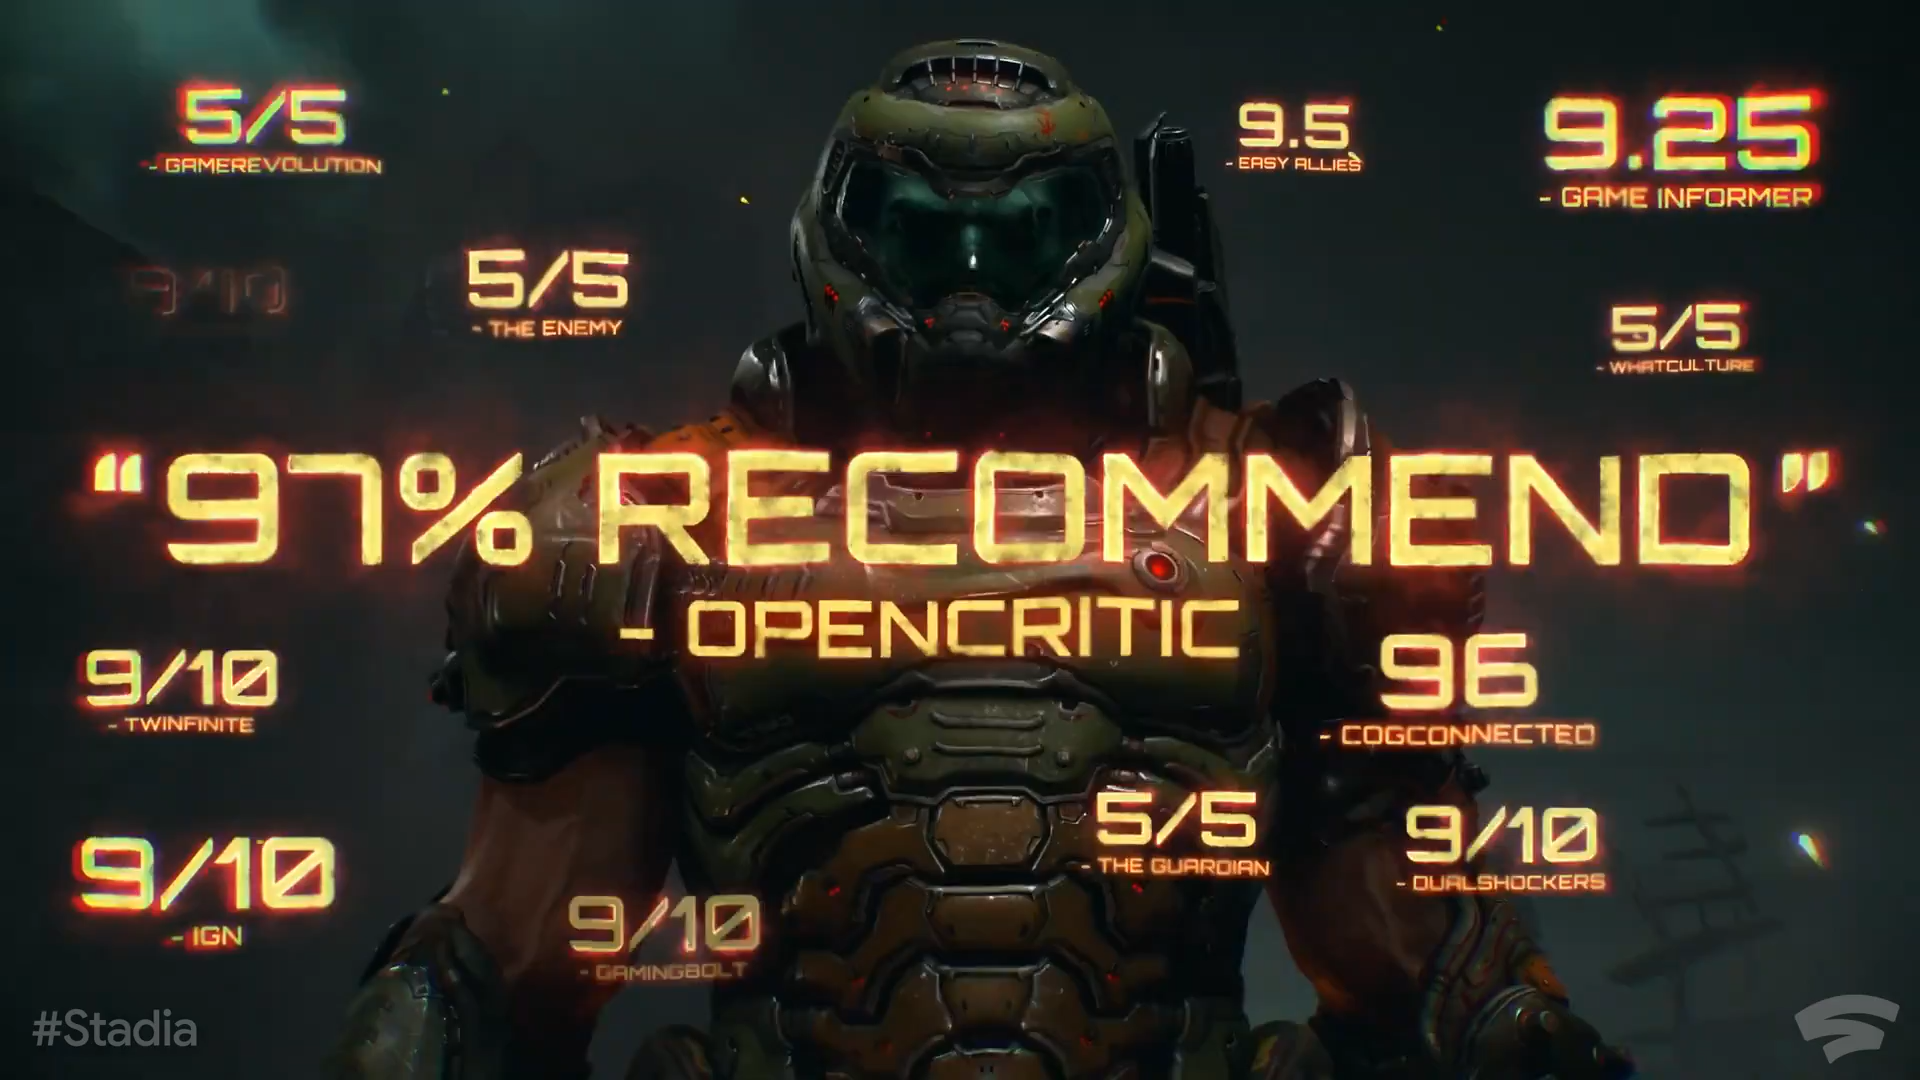 5/5
- GAMEREVOLUTION
9.5
- EASY ALLIES
9.25
- GAME INFORMER
9/10
5/5
- THE ENEMY
5/5
- WHATCULTURE
“97% RECOMMEND”
- OPENCRITIC
9/10
- TWINFINITE
96
- COGCONNECTED
5/5
- THE GUARDIAN
9/10
- DUALSHOCKERS
9/10
- IGN
9/10
- GAMINGBOLT
#Stadia